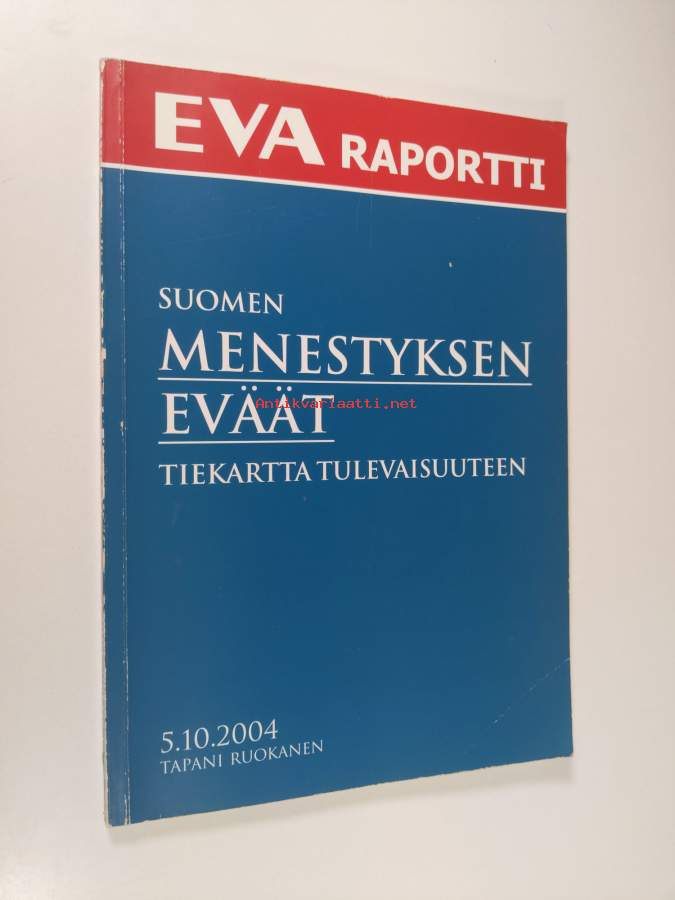 EVA RAPORTTI
SUOMEN
MENESTYKSEN
EVÄÄT
Antikvariaatti.net
TIEKARTTA TULEVAISUUTEEN
5.10.2004
TAPANI RUOKANEN